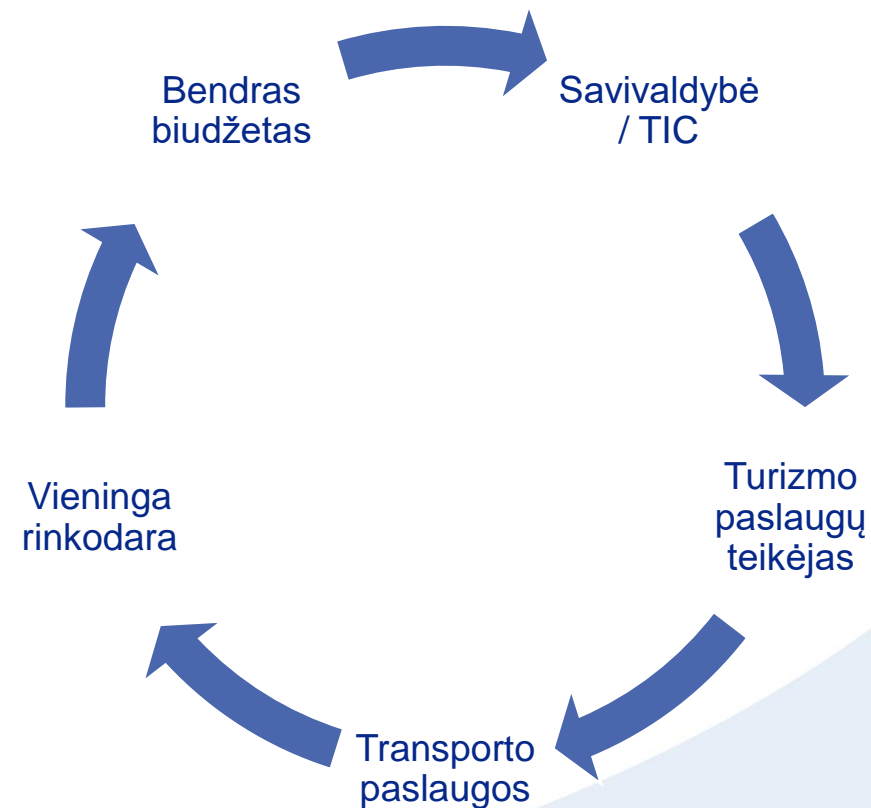 Bendras
biudžetas
Savivaldybė
/ TIC
Turizmo
paslaugų
teikėjas
Transporto
paslaugos
Vieninga
rinkodara